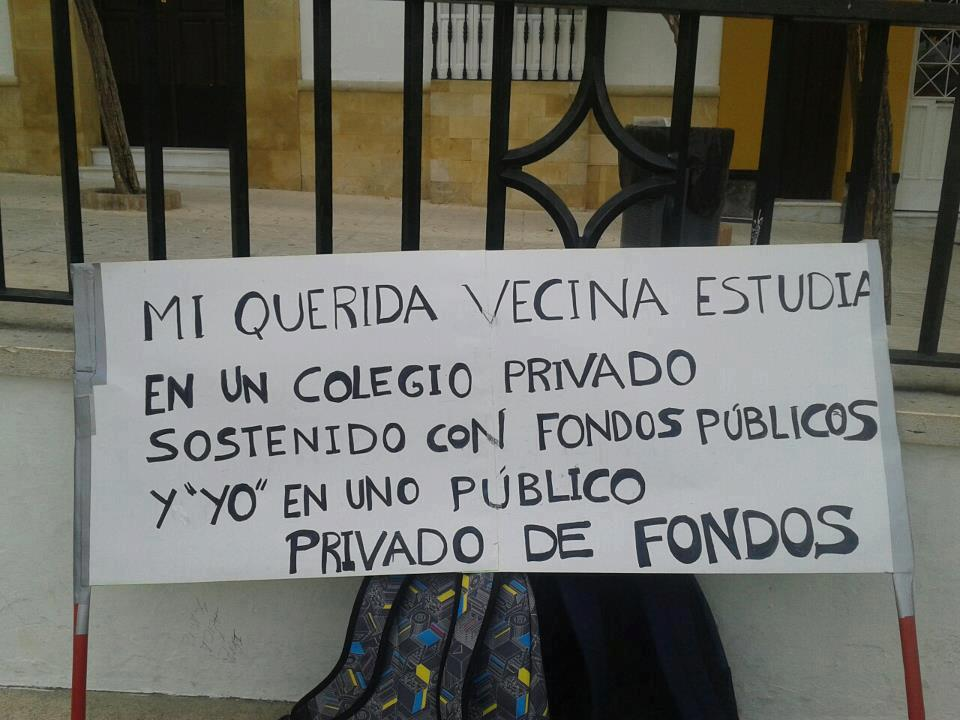 MI QUERIDA VECINA ESTUDIA
EN UN COLEGIO PRIVADO
SOSTENIDO CON FONDOS PÚBLICOS
Y "YO" EN UNO PÚBLICO
PRIVADO DE FONDOS